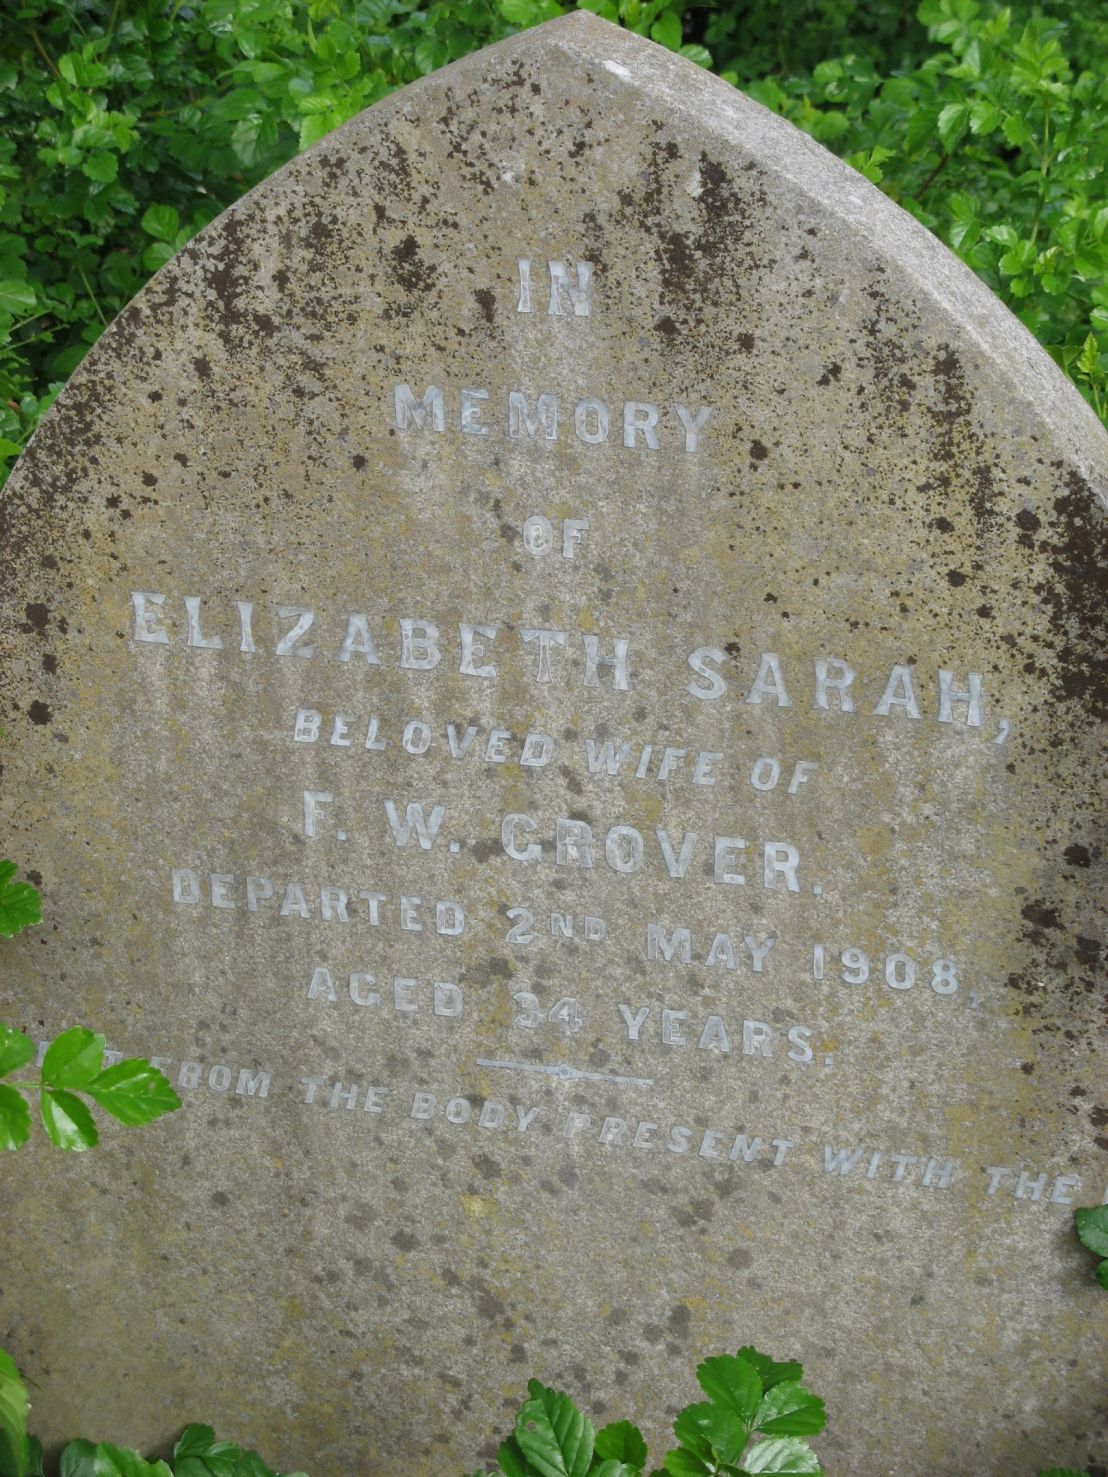 IN
MEMORY
OF
ELIZABETH SARAH,
BELOVED WIFE OF
F. W. GROVER.
DEPARTED 2ND MAY 1908,
AGED 34 YEARS.
FROM THE BODY PRESENT WITH THE